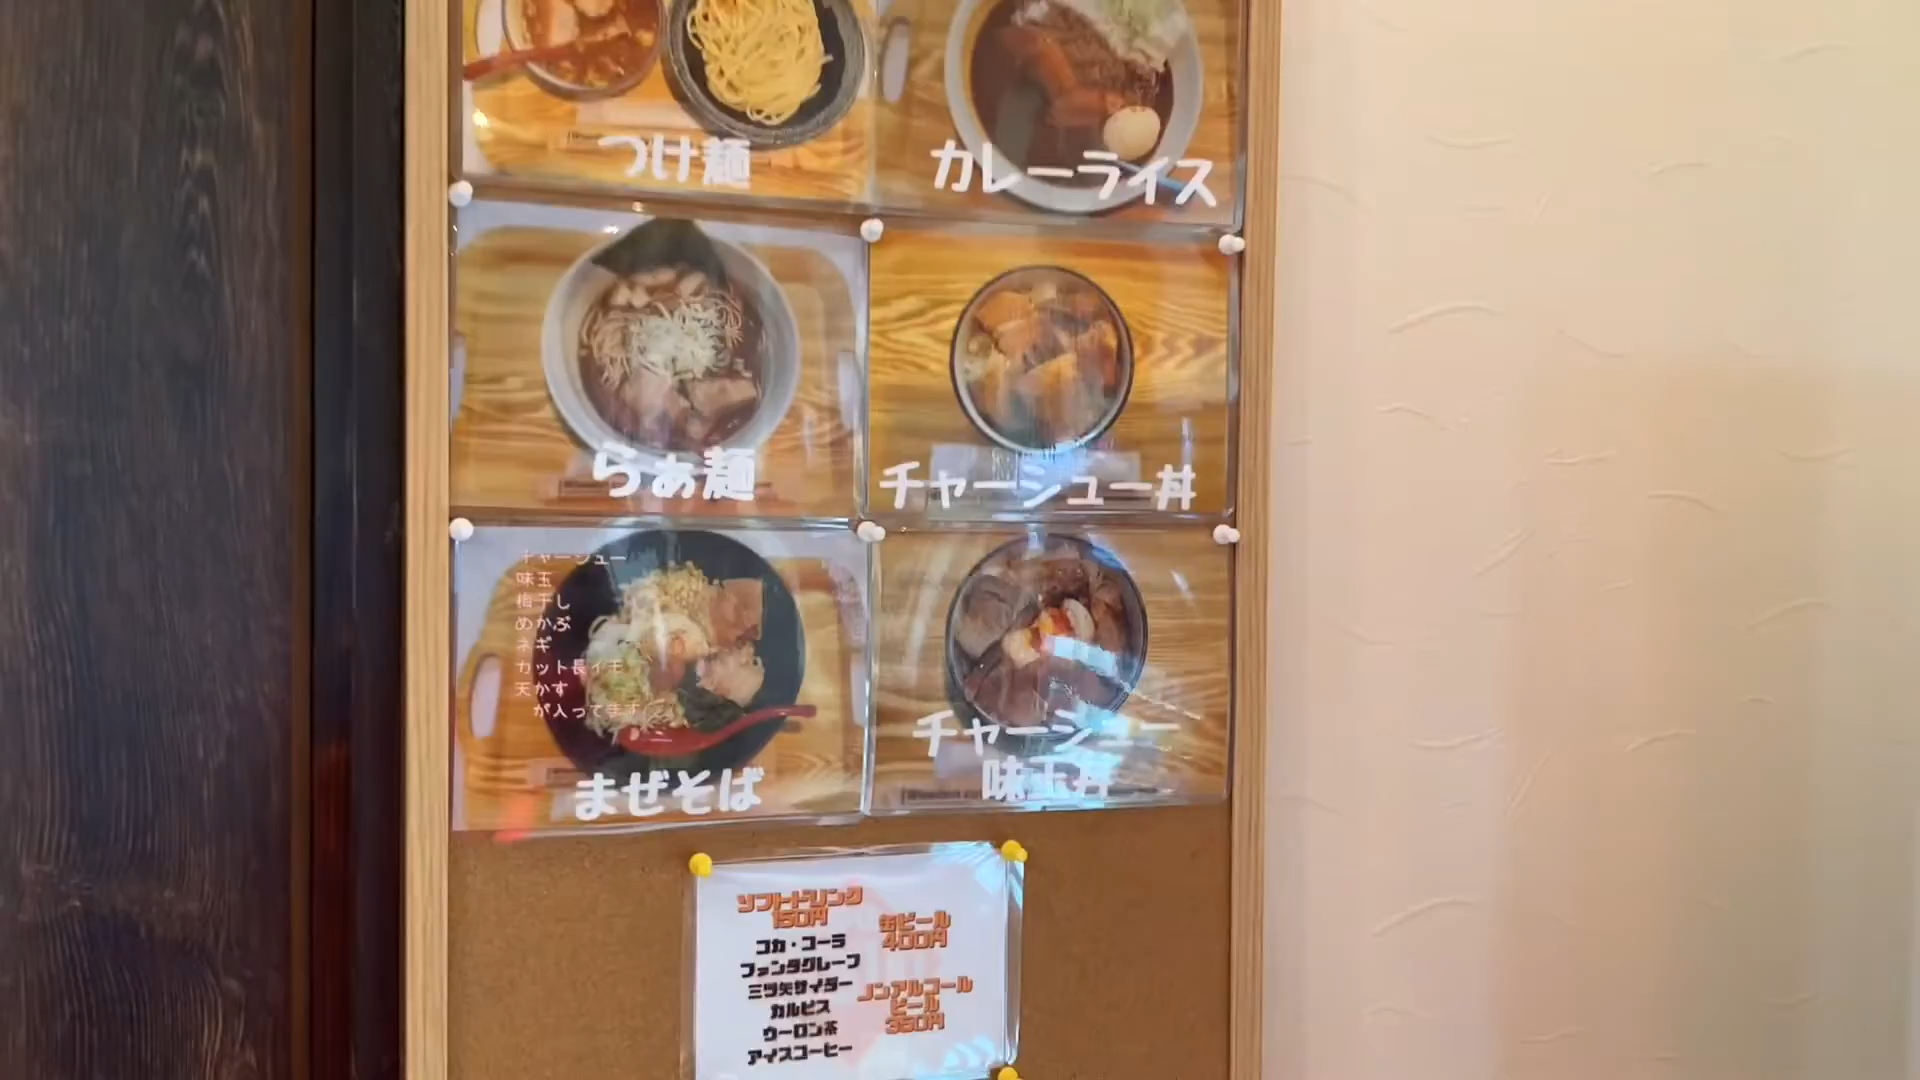 つけ麺
カレーライス
らぁ麺
チャーシュー丼
チャーシュー
味玉
梅干し
めかぶ
ネギ
カット長イモ
天かす
が入ってます
まぜそば
チャーシュー
味玉丼
ソフトドリンク
150円
コカ・コーラ
ファンタグレープ
三ツ矢サイダー
カルピス
ウーロン茶
アイスコーヒー
缶ビール
400円
ノンアルコール
ビール
350円